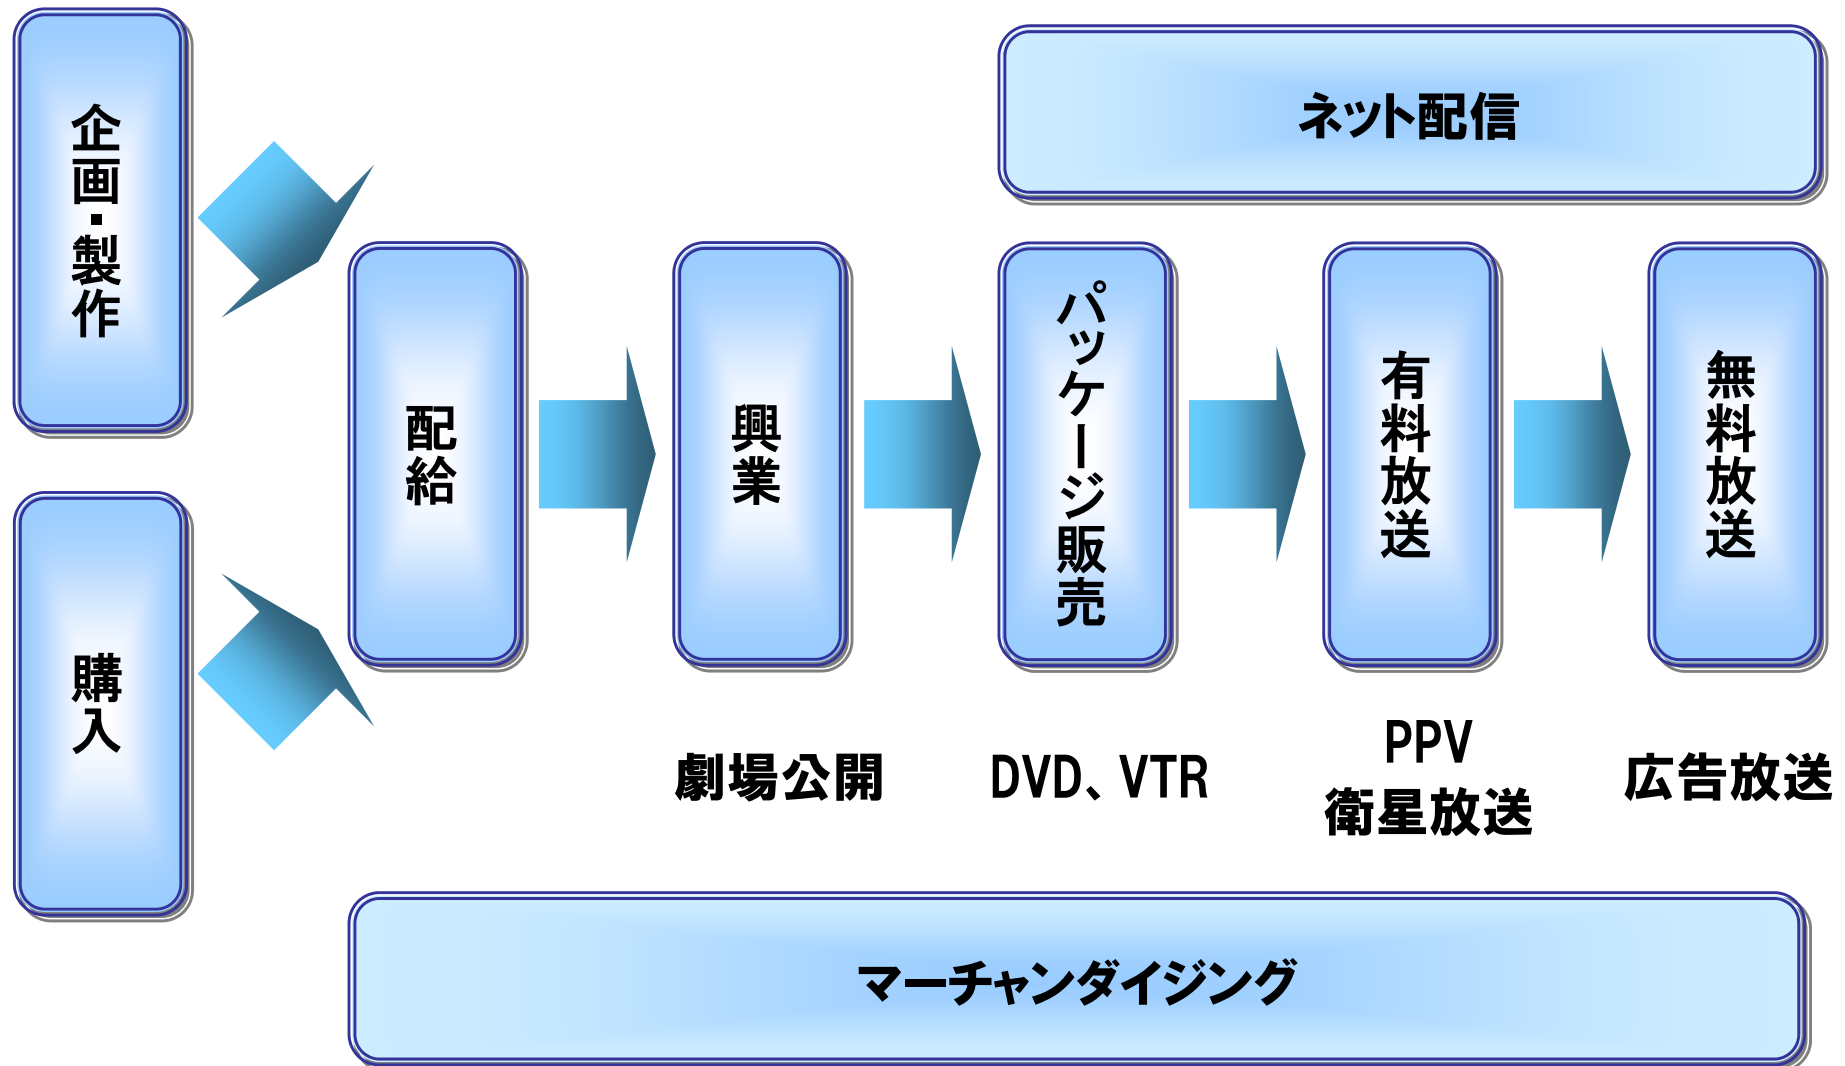 企画・製作
購入
配給
興業
パッケージ販売
有料放送
無料放送
ネット配信
劇場公開
DVD、VTR
PPV
衛星放送
広告放送
マーチャンダイジング